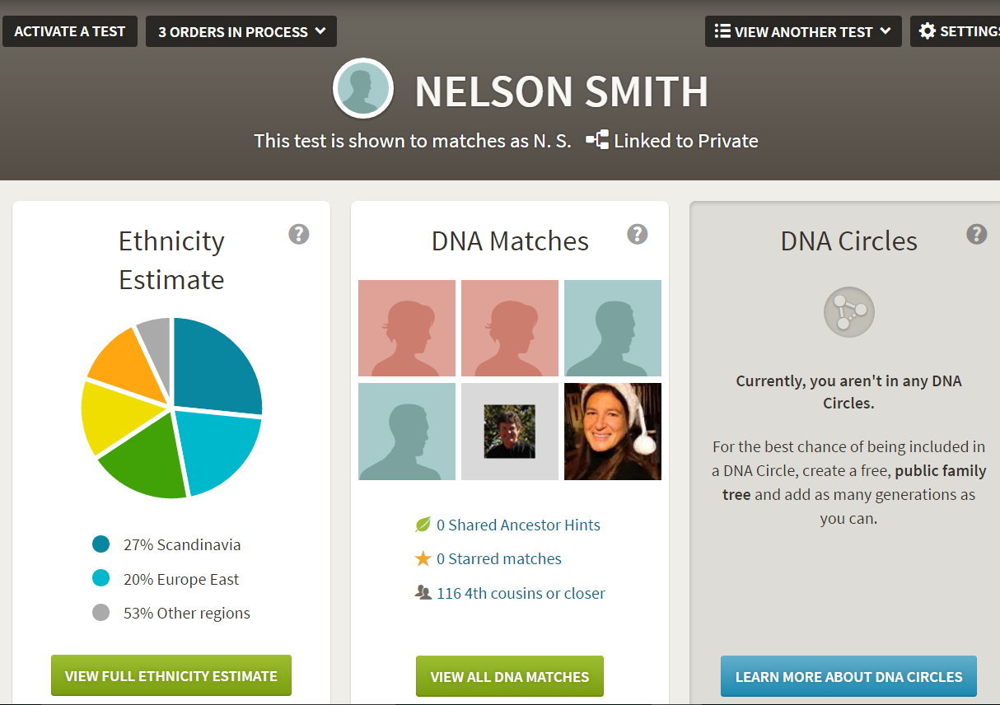 ACTIVATE A TEST
3 ORDERS IN PROCESS
VIEW ANOTHER TEST
SETTINGS
NELSON SMITH
This test is shown to matches as N. S.
Linked to Private
Ethnicity
Estimate
?
27% Scandinavia
20% Europe East
53% Other regions
VIEW FULL ETHNICITY ESTIMATE
DNA Matches
?
0 Shared Ancestor Hints
0 Starred matches
116 4th cousins or closer
VIEW ALL DNA MATCHES
DNA Circles
?
Currently, you aren't in any DNA
Circles.
For the best chance of being included in
a DNA Circle, create a free, public family
tree and add as many generations as
you can.
LEARN MORE ABOUT DNA CIRCLES